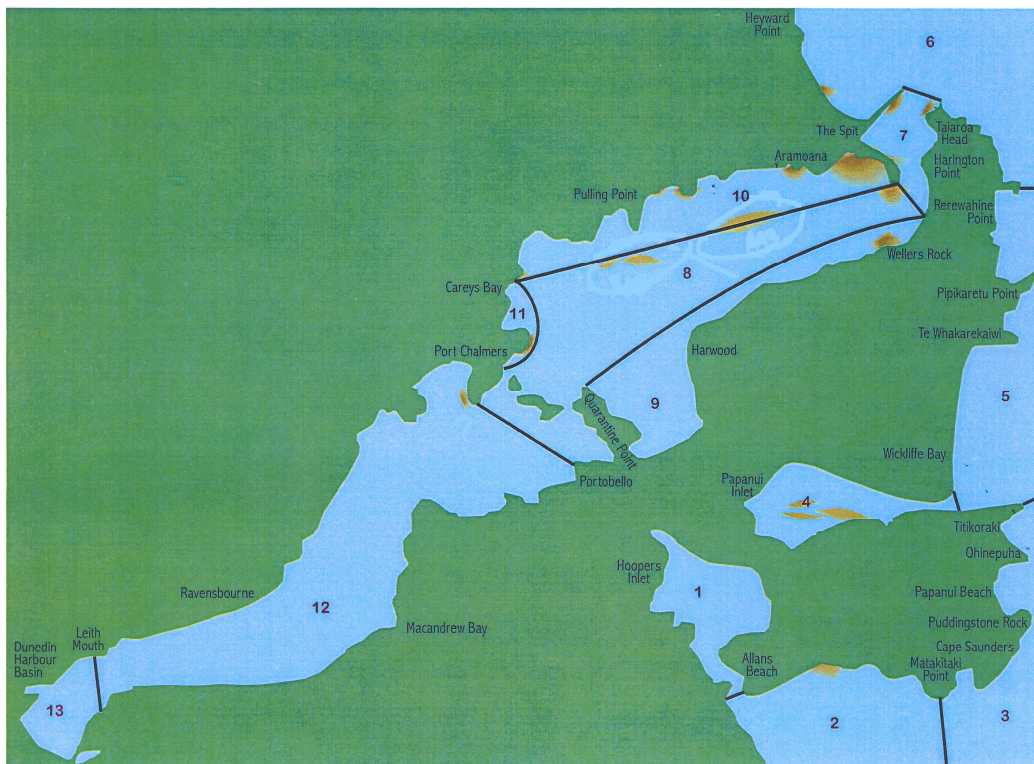 Heyward
Point
6
The Spit
7
Taiaroa
Head
Aramoana
Harington
Point
Pulling Point
10
Rerewahine
Point
Wellers Rock
8
Careys Bay
11
Pipikaretu Point
Te Whakarekaiwi
Port Chalmers
Harwood
5
9
Quarantine Point
Wickliffe Bay
Portobello
Papanui
Inlet
4
Titikoraki
Ohinepuha
Hoopers
Inlet
1
Ravensbourne
12
Papanui Beach
Puddingstone Rock
Macandrew Bay
Leith
Mouth
Dunedin
Harbour
Basin
Cape Saunders
Allans
Beach
Matakitaki
Point
13
2
3